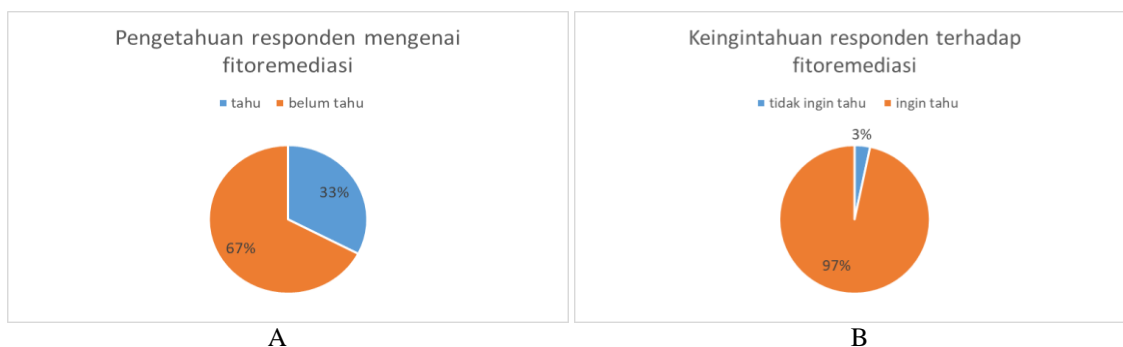 Pengetahuan responden mengenai
fitoremediasi
tahu belum tahu
33%
67%
A
Keingintahuan responden terhadap
fitoremediasi
tidak ingin tahu ingin tahu
3%
97%
B